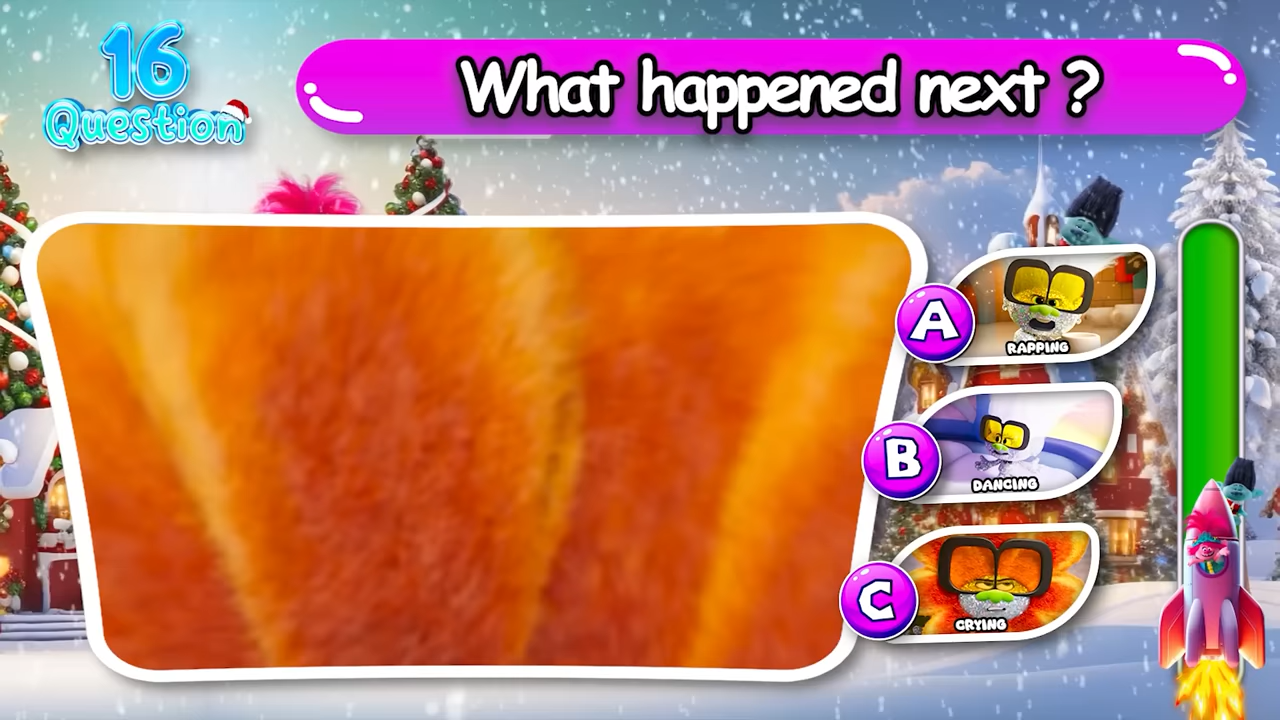 16
Question
What happened next ?
A
RAPPING
B
DANCING
C
CRYING